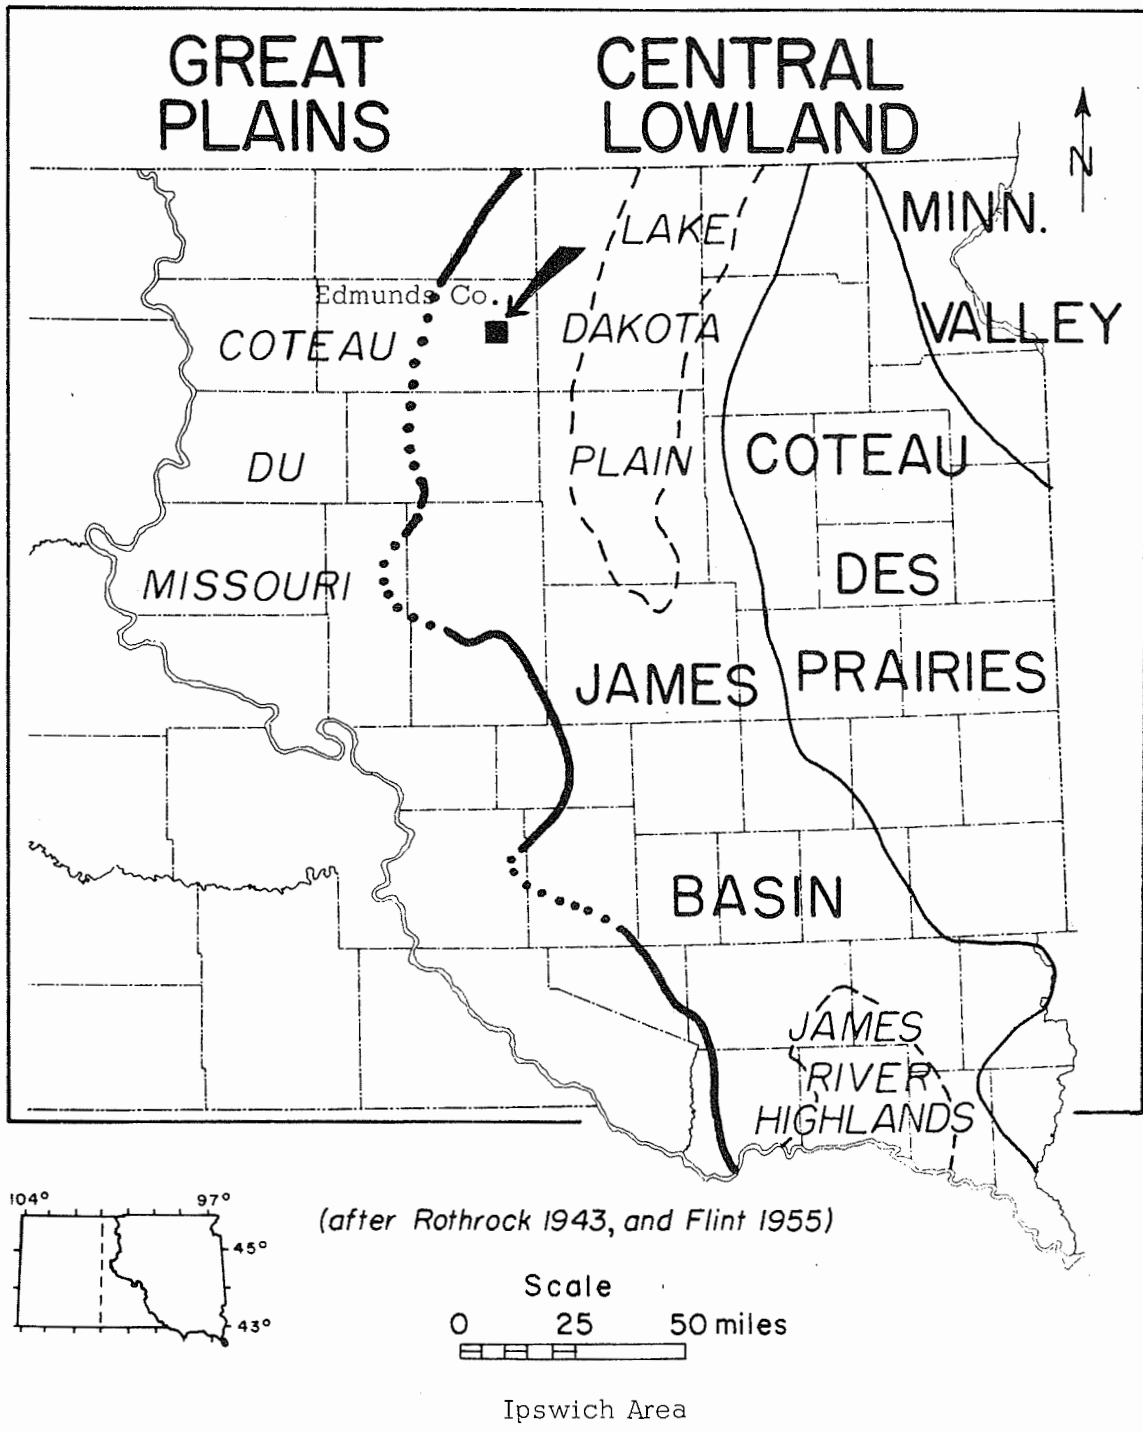 GREAT
PLAINS
CENTRAL
LOWLAND
N
MINN.
VALLEY
LAKE
DAKOTA
PLAIN
Edmunds Co.
COTEAU
DU
MISSOURI
COTEAU
DES
PRAIRIES
JAMES
BASIN
JAMES
RIVER
HIGHLANDS
104° 97°
45°
43°
(after Rothrock 1943, and Flint 1955)
Scale
0 25 50 miles
Ipswich Area